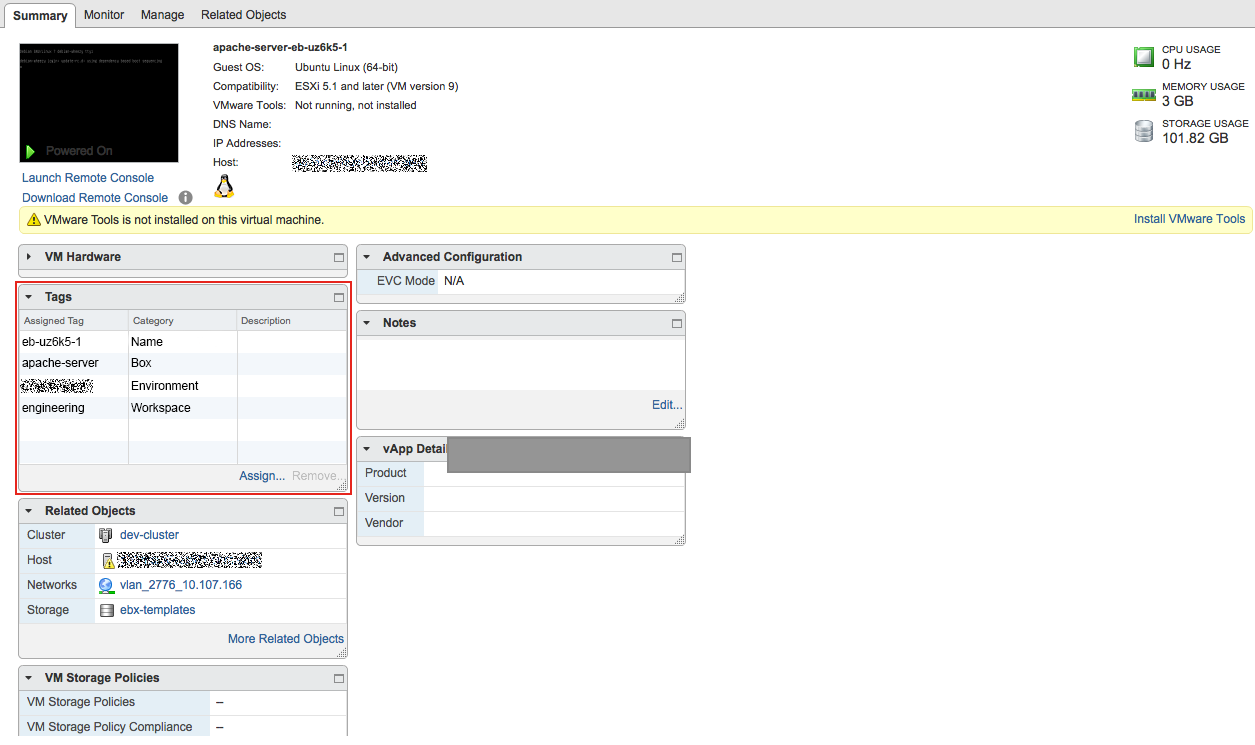 Summary Monitor Manage Related Objects
apache-server-eb-uz6k5-1
Guest OS: Ubuntu Linux (64-bit)
Compatibility: ESXi 5.1 and later (VM version 9)
VMware Tools: Not running, not installed
DNS Name:
IP Addresses:
Host:
Powered On
Launch Remote Console
Download Remote Console
CPU USAGE
0 Hz
MEMORY USAGE
3 GB
STORAGE USAGE
101.82 GB
VMware Tools is not installed on this virtual machine. Install VMware Tools
VM Hardware
Tags
Assigned Tag Category Description
eb-uz6k5-1 Name
apache-server Box
Environment
engineering Workspace
Assign... Remove...
Related Objects
Cluster dev-cluster
Host
Networks vlan_2776_10.107.166
Storage ebx-templates
More Related Objects
VM Storage Policies
VM Storage Policies --
VM Storage Policy Compliance --
Advanced Configuration
EVC Mode N/A
Notes
Edit...
vApp Detail
Product
Version
Vendor